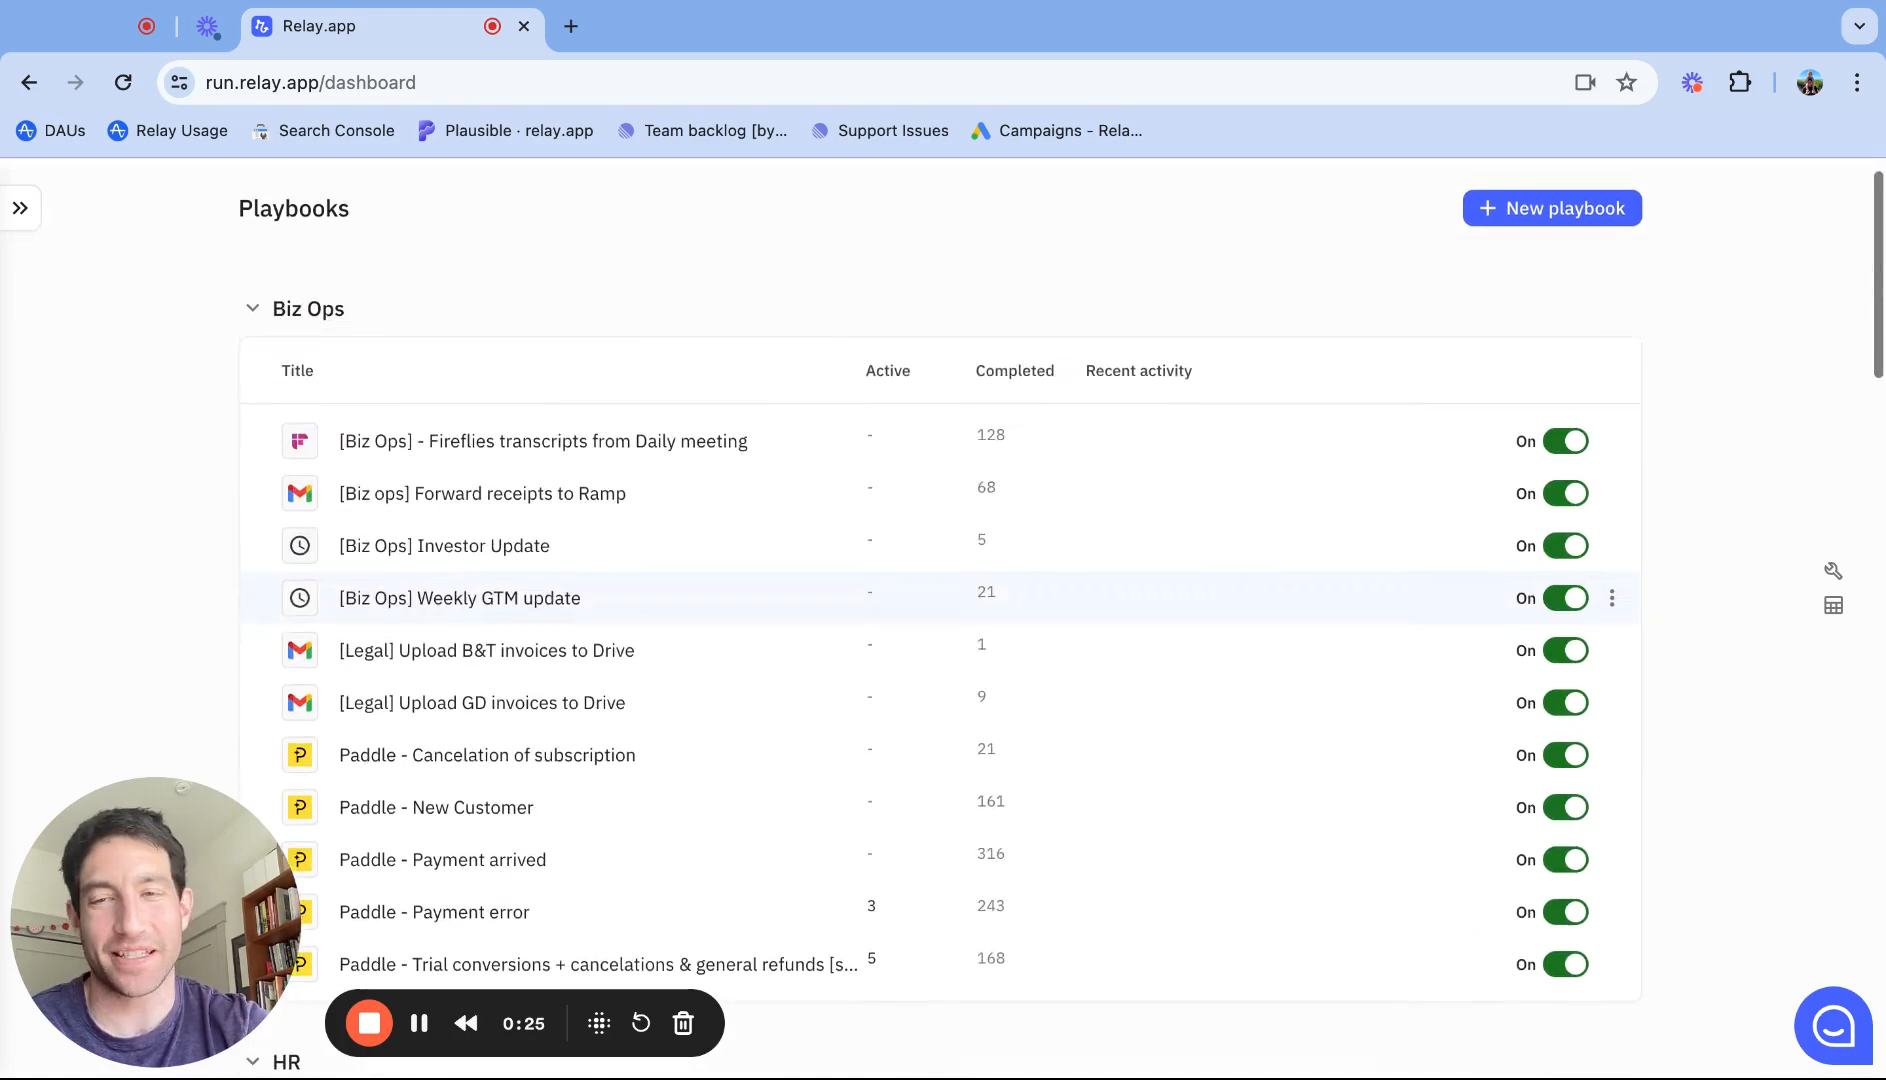 Relay.app
run.relay.app/dashboard
DAUs
Relay Usage
Search Console
Plausible · relay.app
Team backlog [by...
Support Issues
Campaigns - Rela...
Playbooks
New playbook
Biz Ops
Title Active Completed Recent activity
[Biz Ops] - Fireflies transcripts from Daily meeting - 128 On
[Biz ops] Forward receipts to Ramp - 68 On
[Biz Ops] Investor Update - 5 On
[Biz Ops] Weekly GTM update - 21 On
[Legal] Upload B&T invoices to Drive - 1 On
[Legal] Upload GD invoices to Drive - 9 On
Paddle - Cancelation of subscription - 21 On
Paddle - New Customer - 161 On
Paddle - Payment arrived - 316 On
Paddle - Payment error 3 243 On
Paddle - Trial conversions + cancelations & general refunds [s... 5 168 On
0:25
HR